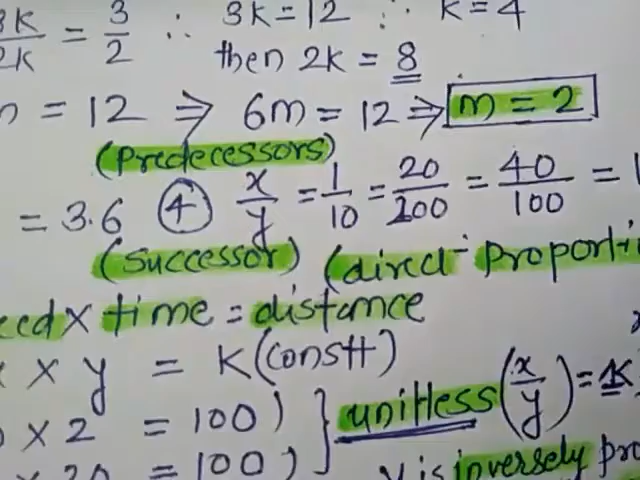 3K/2K = 3/2 ∴ 3K = 12 ∴ K = 4
then 2K = 8
= 12 ⇒ 6m = 12 ⇒ m = 2
(Predecessors)
= 3.6 ④ x/y = 1/10 = 20/200 = 40/100 =
(Successor) (direct Proporti
eed × time = distance
× y = K (constt)
× 2 = 100 ) } unitless (x/y) = K
× 20 = 100 )
y is inversely pro